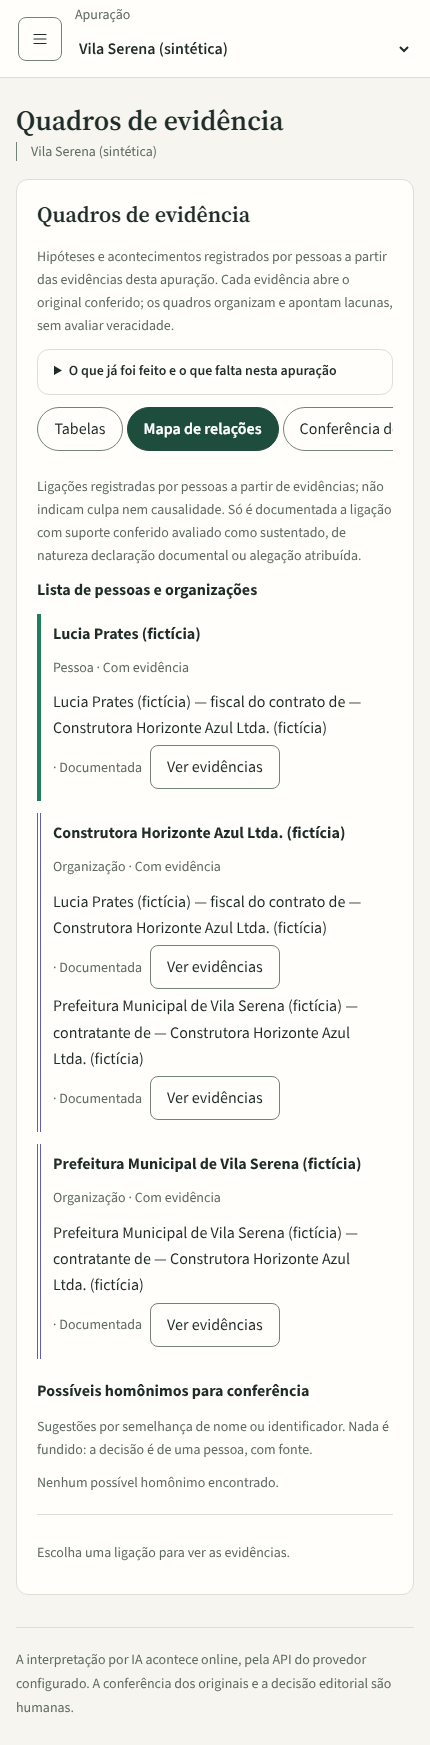 Apuração
Vila Serena (sintética)
Quadros de evidência
Vila Serena (sintética)
Quadros de evidência
Hipóteses e acontecimentos registrados por pessoas a partir
das evidências desta apuração. Cada evidência abre o
original conferido; os quadros organizam e apontam lacunas,
sem avaliar veracidade.
O que já foi feito e o que falta nesta apuração
Tabelas
Mapa de relações
Conferência d
Ligações registradas por pessoas a partir de evidências; não
indicam culpa nem causalidade. Só é documentada a ligação
com suporte conferido avaliado como sustentado, de
natureza declaração documental ou alegação atribuída.
Lista de pessoas e organizações
Lucia Prates (fictícia)
Pessoa · Com evidência
Lucia Prates (fictícia) — fiscal do contrato de —
Construtora Horizonte Azul Ltda. (fictícia)
· Documentada Ver evidências
Construtora Horizonte Azul Ltda. (fictícia)
Organização · Com evidência
Lucia Prates (fictícia) — fiscal do contrato de —
Construtora Horizonte Azul Ltda. (fictícia)
· Documentada Ver evidências
Prefeitura Municipal de Vila Serena (fictícia) —
contratante de — Construtora Horizonte Azul
Ltda. (fictícia)
· Documentada Ver evidências
Prefeitura Municipal de Vila Serena (fictícia)
Organização · Com evidência
Prefeitura Municipal de Vila Serena (fictícia) —
contratante de — Construtora Horizonte Azul
Ltda. (fictícia)
· Documentada Ver evidências
Possíveis homônimos para conferência
Sugestões por semelhança de nome ou identificador. Nada é
fundido: a decisão é de uma pessoa, com fonte.
Nenhum possível homônimo encontrado.
Escolha uma ligação para ver as evidências.
A interpretação por IA acontece online, pela API do provedor
configurado. A conferência dos originais e a decisão editorial são
humanas.